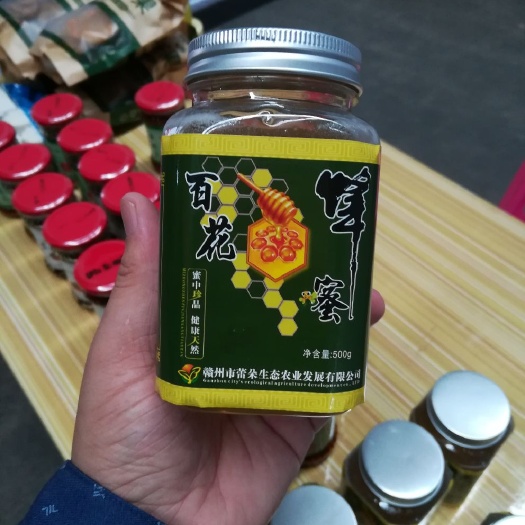 百花
蜂蜜
蜜中珍品 健康天然
净含量:500g
赣州市蕾朵生态农业发展有限公司